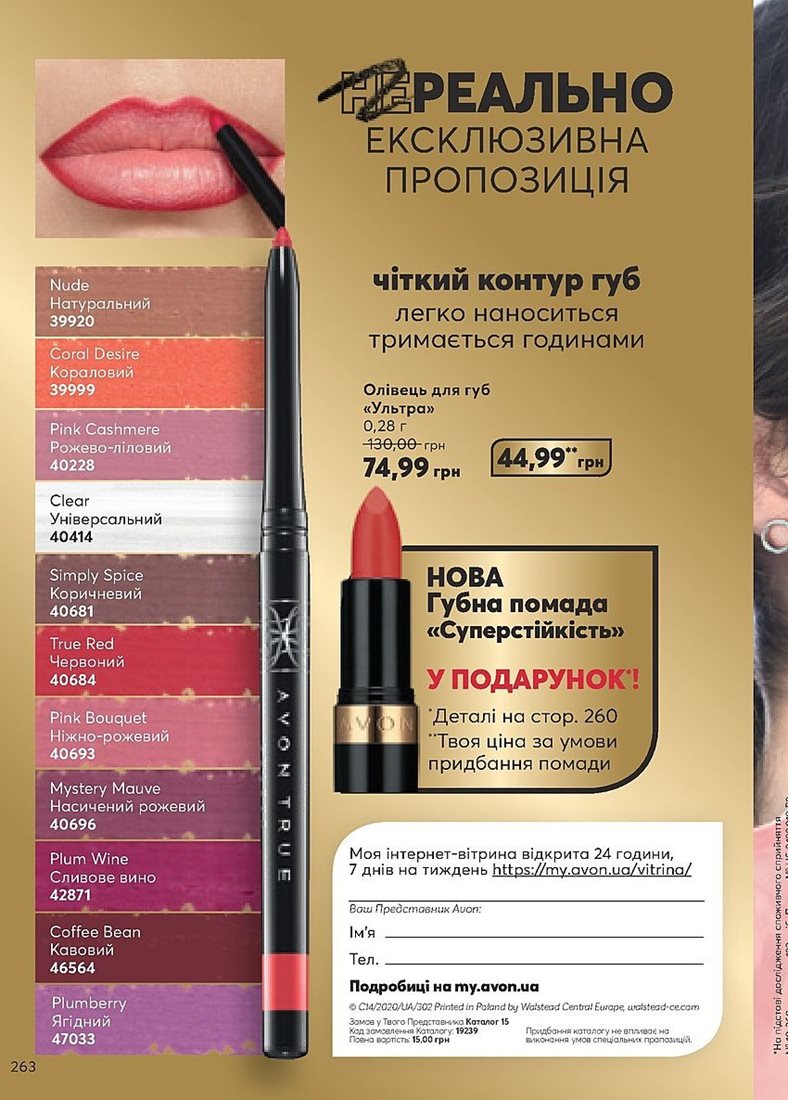 НЕРЕАЛЬНО
ЕКСКЛЮЗИВНА
ПРОПОЗИЦІЯ
чіткий контур губ
легко наноситься
тримається годинами
Олівець для губ
«Ультра»
0,28 г
130,00 грн
74,99 грн
44,99** грн
Nude
Натуральний
39920
Coral Desire
Кораловий
39999
Pink Cashmere
Рожево-ліловий
40228
Clear
Універсальний
40414
Simply Spice
Коричневий
40681
True Red
Червоний
40684
Pink Bouquet
Ніжно-рожевий
40693
Mystery Mauve
Насичений рожевий
40696
Plum Wine
Сливове вино
42871
Coffee Bean
Кавовий
46564
Plumberry
Ягідний
47033
AVON TRUE
AVON
НОВА
Губна помада
«Суперстійкість»
У ПОДАРУНОК*!
*Деталі на стор. 260
**Твоя ціна за умови
придбання помади
Моя інтернет-вітрина відкрита 24 години,
7 днів на тиждень https://my.avon.ua/vitrina/
Ваш Представник Avon:
Ім'я
Тел.
Подробиці на my.avon.ua
© C14/2020/UA/302 Printed in Poland by Walstead Central Europe, walstead-ce.com
Замов у Твого Представника Каталог 15
Код замовлення Каталогу: 19239
Повна вартість: 15,00 грн
Придбання каталогу не впливає на
виконання умов спеціальних пропозицій.
263
*На підставі дослідження споживчого сприйняття